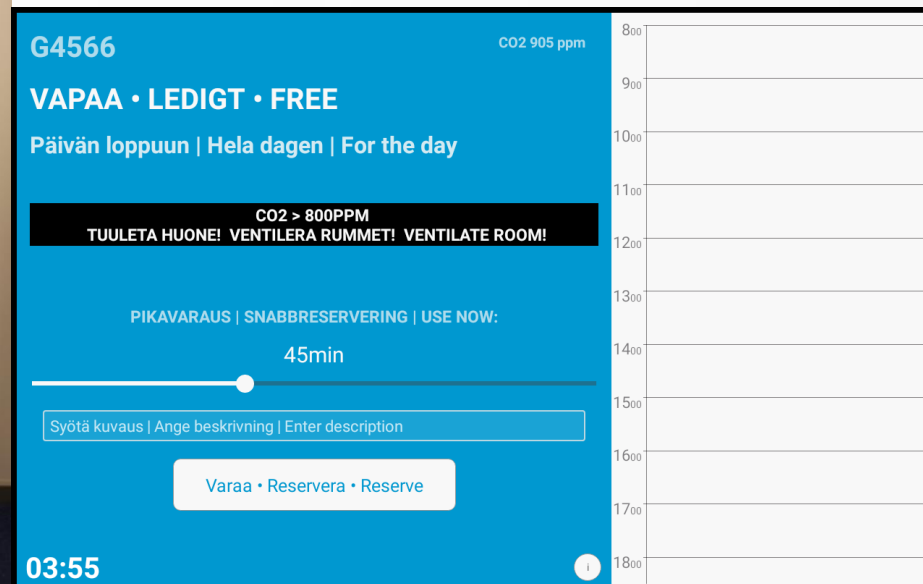 G4566
CO2 905 ppm
VAPAA • LEDIGT • FREE
Päivän loppuun | Hela dagen | For the day
CO2 > 800PPM
TUULETA HUONE! VENTILERA RUMMET! VENTILATE ROOM!
PIKAVARAUS | SNABBRESERVERING | USE NOW:
45min
Syötä kuvaus | Ange beskrivning | Enter description
Varaa • Reservera • Reserve
03:55
i
800
900
1000
1100
1200
1300
1400
1500
1600
1700
1800